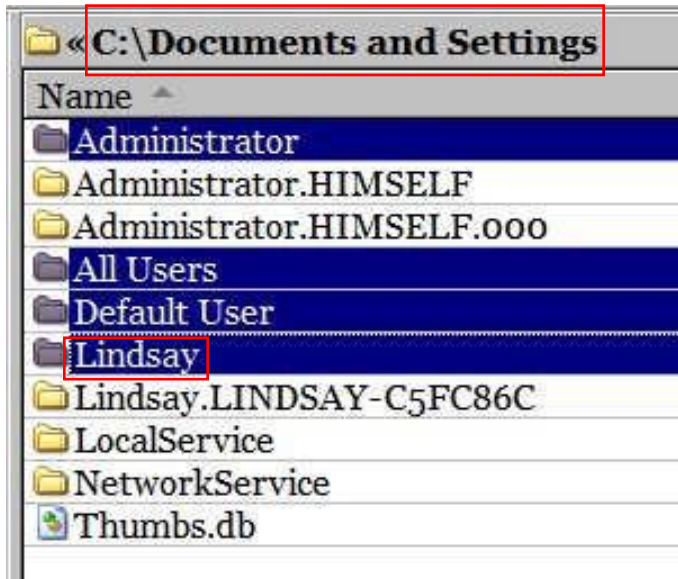 «C:\Documents and Settings
Name
Administrator
Administrator.HIMSELF
Administrator.HIMSELF.000
All Users
Default User
Lindsay
Lindsay.LINDSAY-C5FC86C
LocalService
NetworkService
Thumbs.db